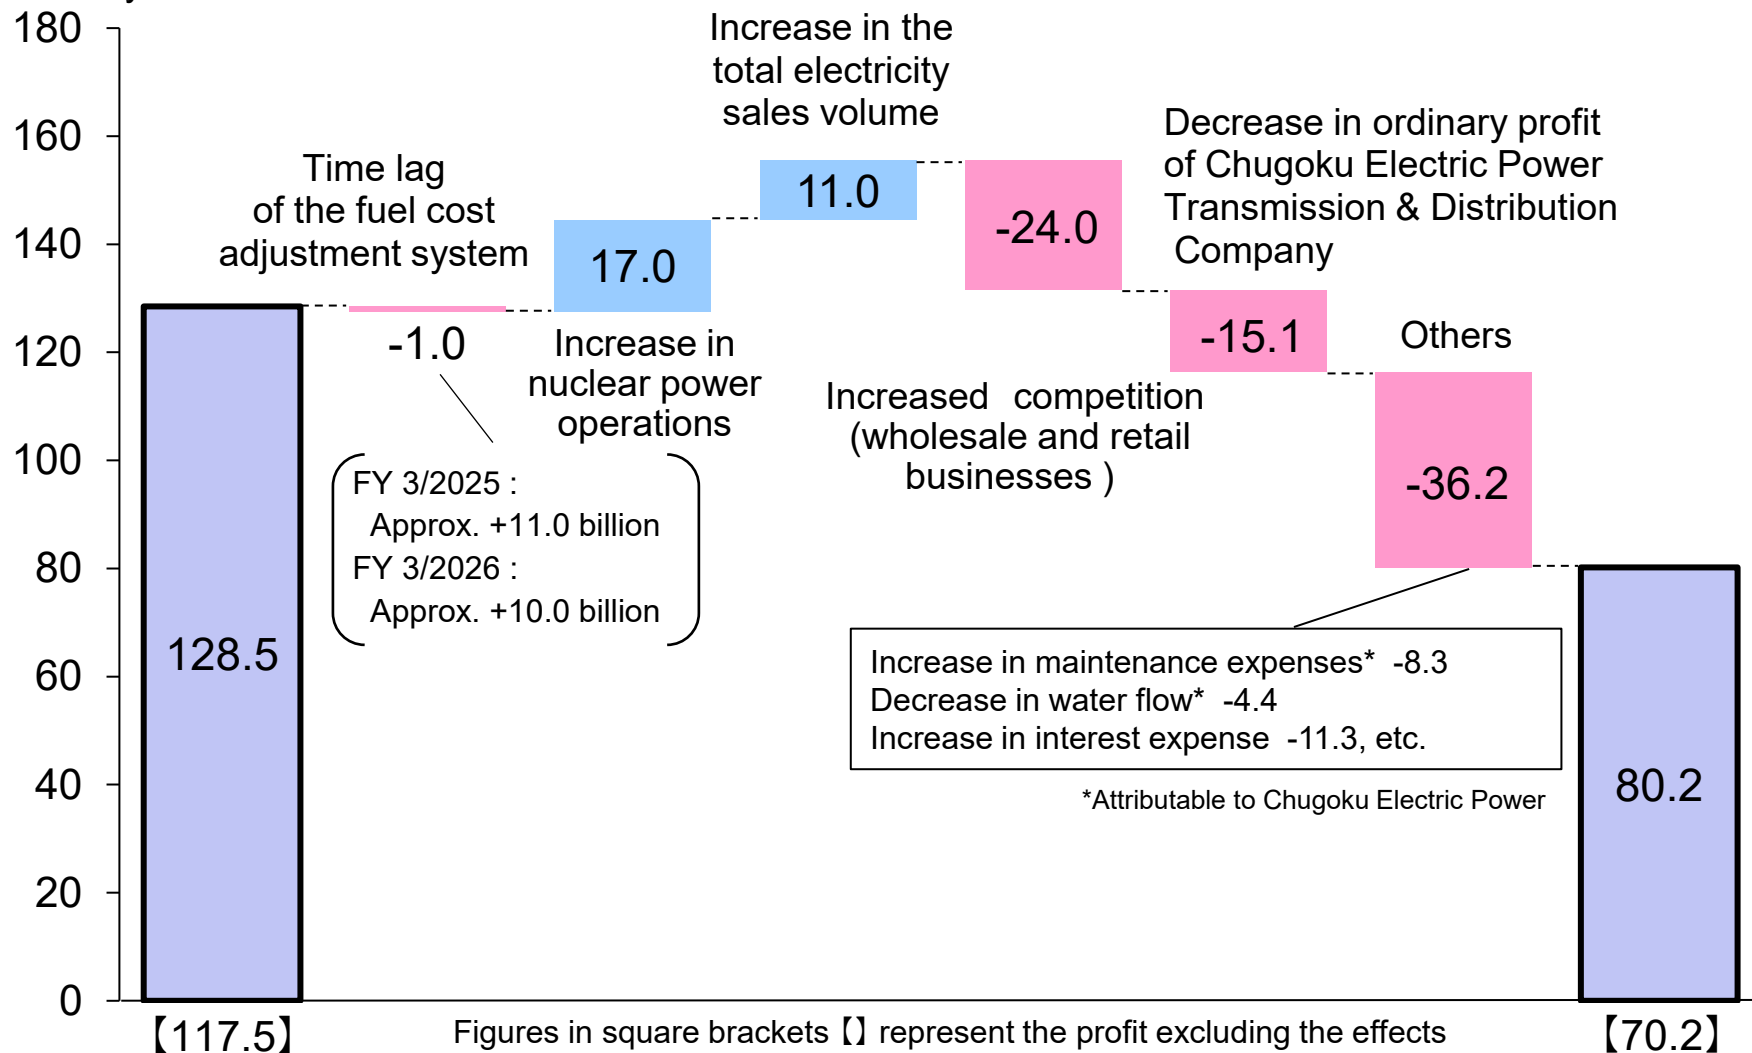 180
160
140
120
100
80
60
40
20
0
128.5
【117.5】
Time lag
of the fuel cost
adjustment system
-1.0
FY 3/2025 :
Approx. +11.0 billion
FY 3/2026 :
Approx. +10.0 billion
17.0
Increase in
nuclear power
operations
Increase in the
total electricity
sales volume
11.0
-24.0
Increased competition
(wholesale and retail
businesses )
Decrease in ordinary profit
of Chugoku Electric Power
Transmission & Distribution
Company
-15.1
Others
-36.2
Increase in maintenance expenses* -8.3
Decrease in water flow* -4.4
Increase in interest expense -11.3, etc.
*Attributable to Chugoku Electric Power
80.2
【70.2】
Figures in square brackets【】represent the profit excluding the effects